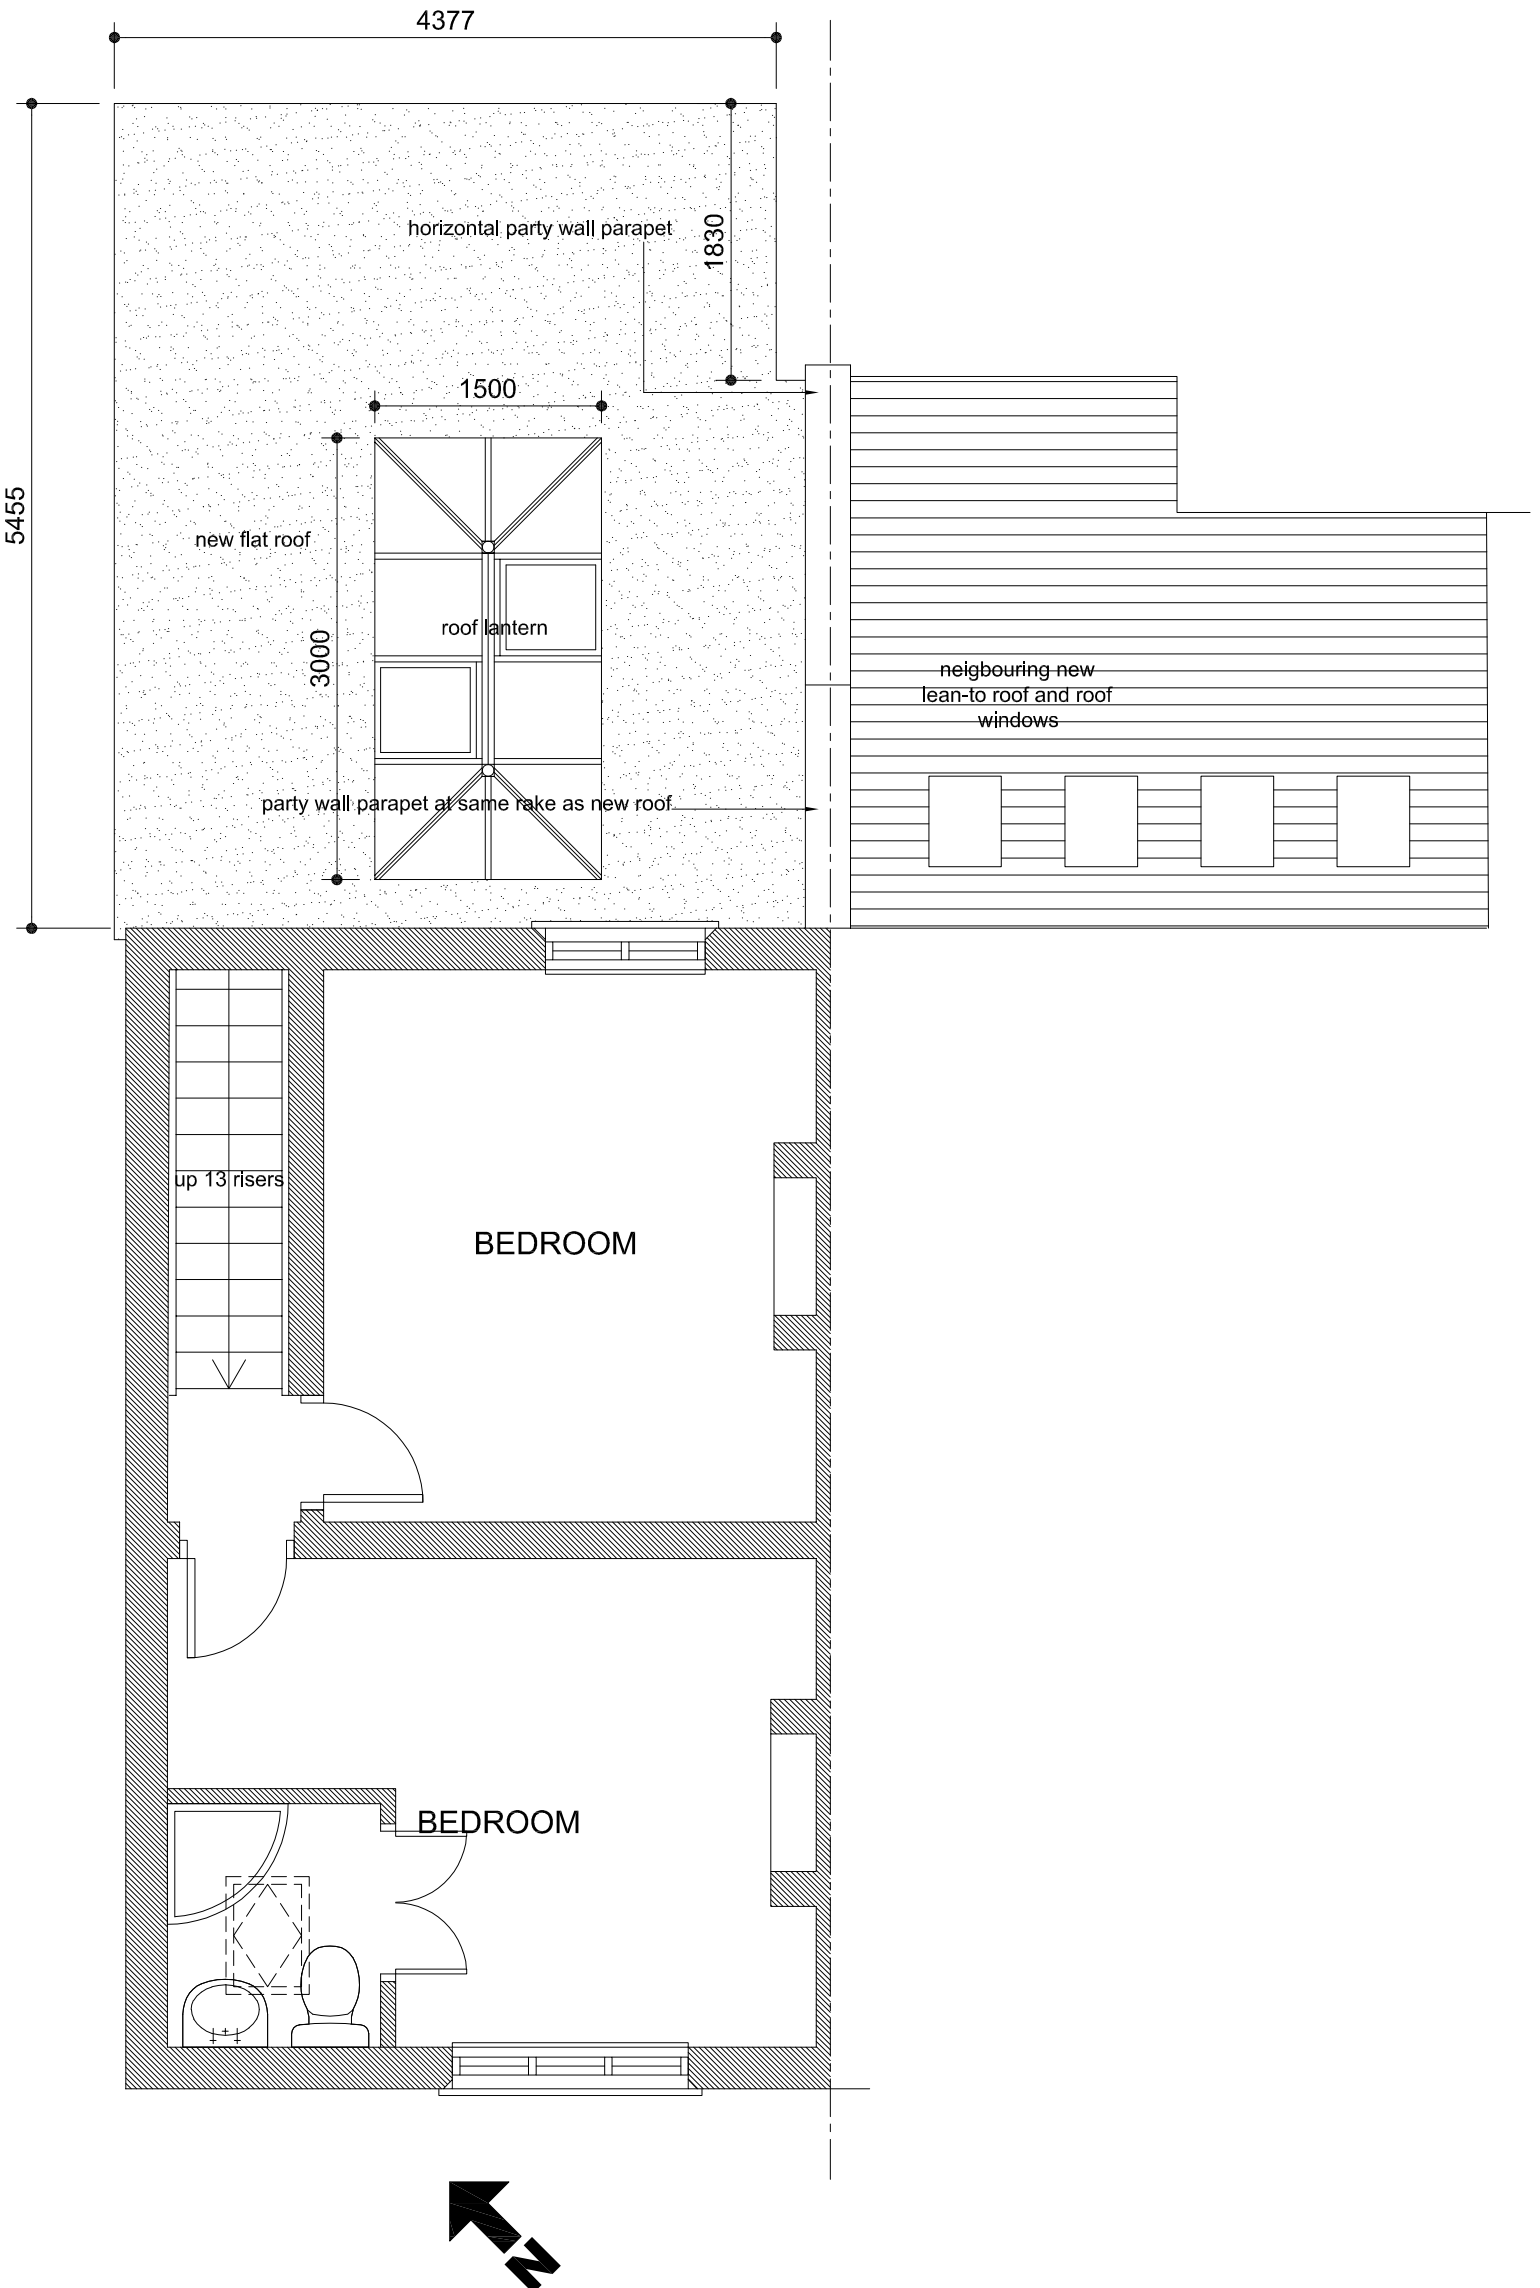 4377
horizontal party wall parapet
1830
1500
5455
new flat roof
roof lantern
3000
neigbouring new
lean-to roof and roof
windows
party wall parapet at same rake as new roof
up 13 risers
BEDROOM
BEDROOM
N